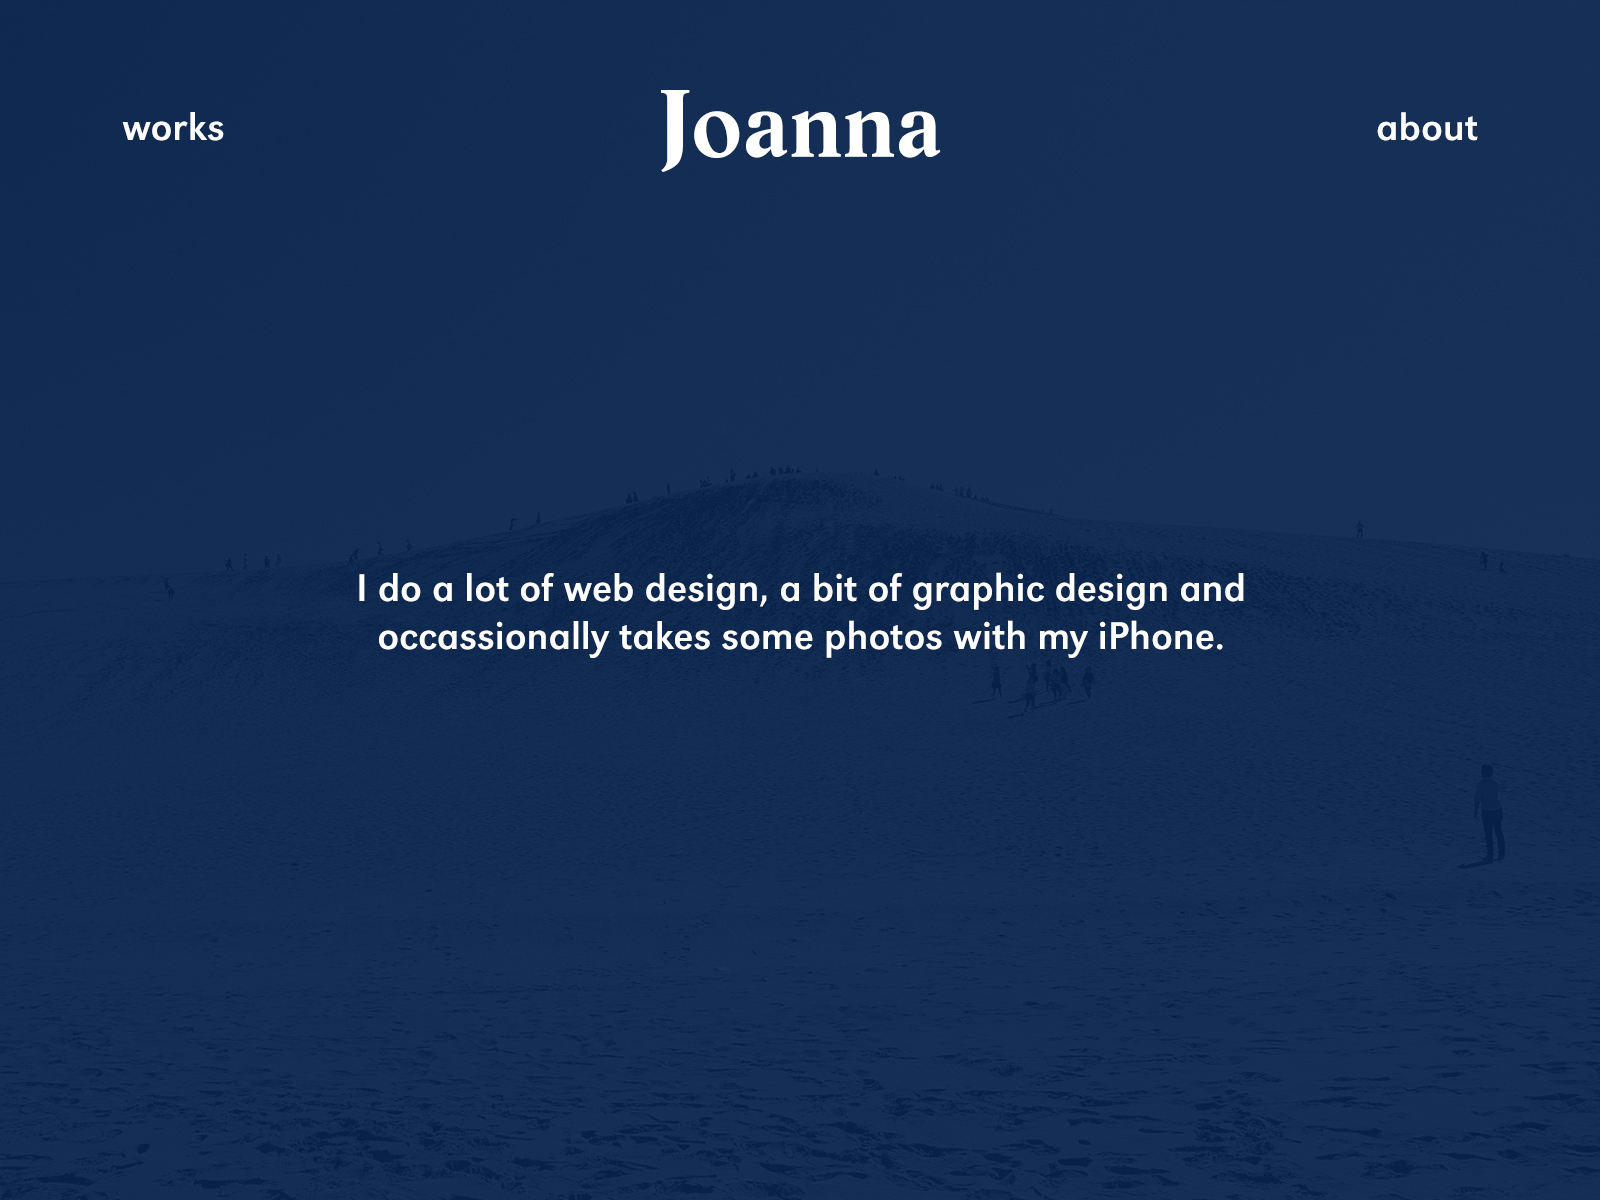 works
Joanna
about
I do a lot of web design, a bit of graphic design and
occassionally takes some photos with my iPhone.